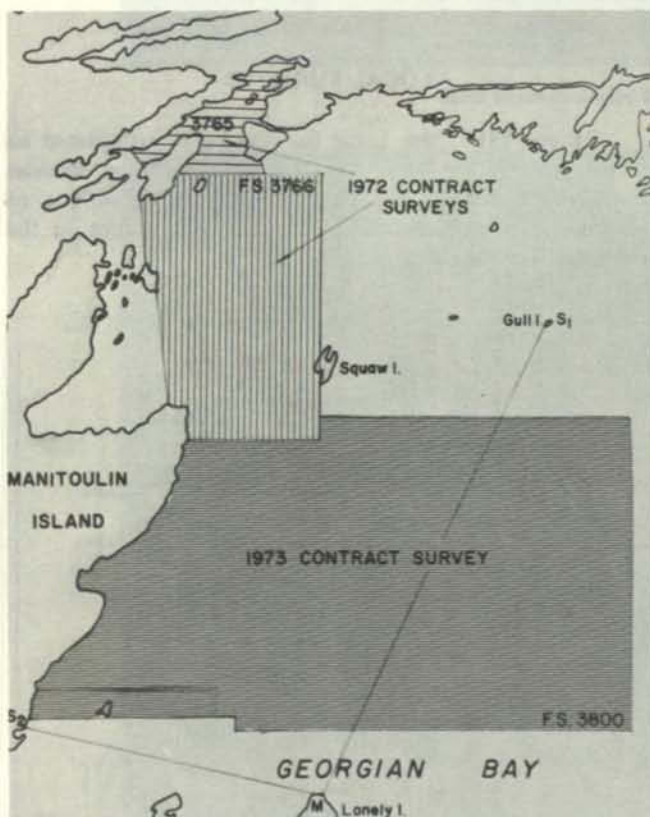 3765
F.S. 3766
1972 CONTRACT
SURVEYS
Gull I.
S1
Squaw I.
MANITOULIN
ISLAND
1973 CONTRACT SURVEY
S2
F.S. 3800
GEORGIAN BAY
M
Lonely I.